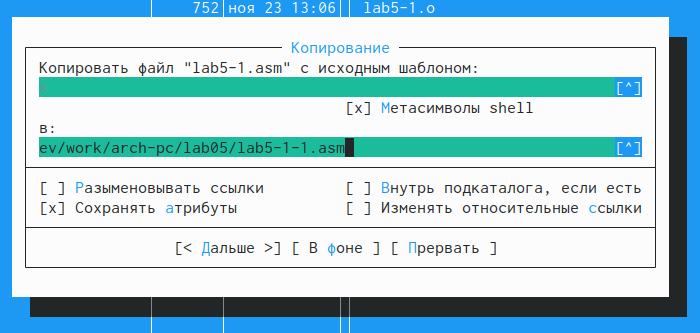 752 ноя 23 13:06 lab5-1.o
Копирование
Копировать файл "lab5-1.asm" с исходным шаблоном:
* [^]
[x] Метасимволы shell
в:
ev/work/arch-pc/lab05/lab5-1-1.asm [^]
[ ] Разыменовывать ссылки [ ] Внутрь подкаталога, если есть
[x] Сохранять атрибуты [ ] Изменять относительные ссылки
[< Дальше >] [ В фоне ] [ Прервать ]